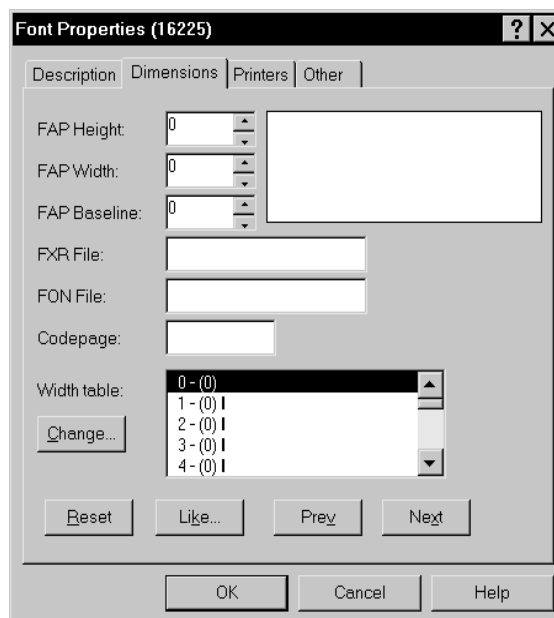 Font Properties (16225)
Description Dimensions Printers Other
FAP Height: 0
FAP Width: 0
FAP Baseline: 0
FXR File:
FON File:
Codepage:
Width table:
0 - (0)
1 - (0) I
2 - (0) I
3 - (0) I
4 - (0) I
Change...
Reset Like... Prev Next
OK Cancel Help